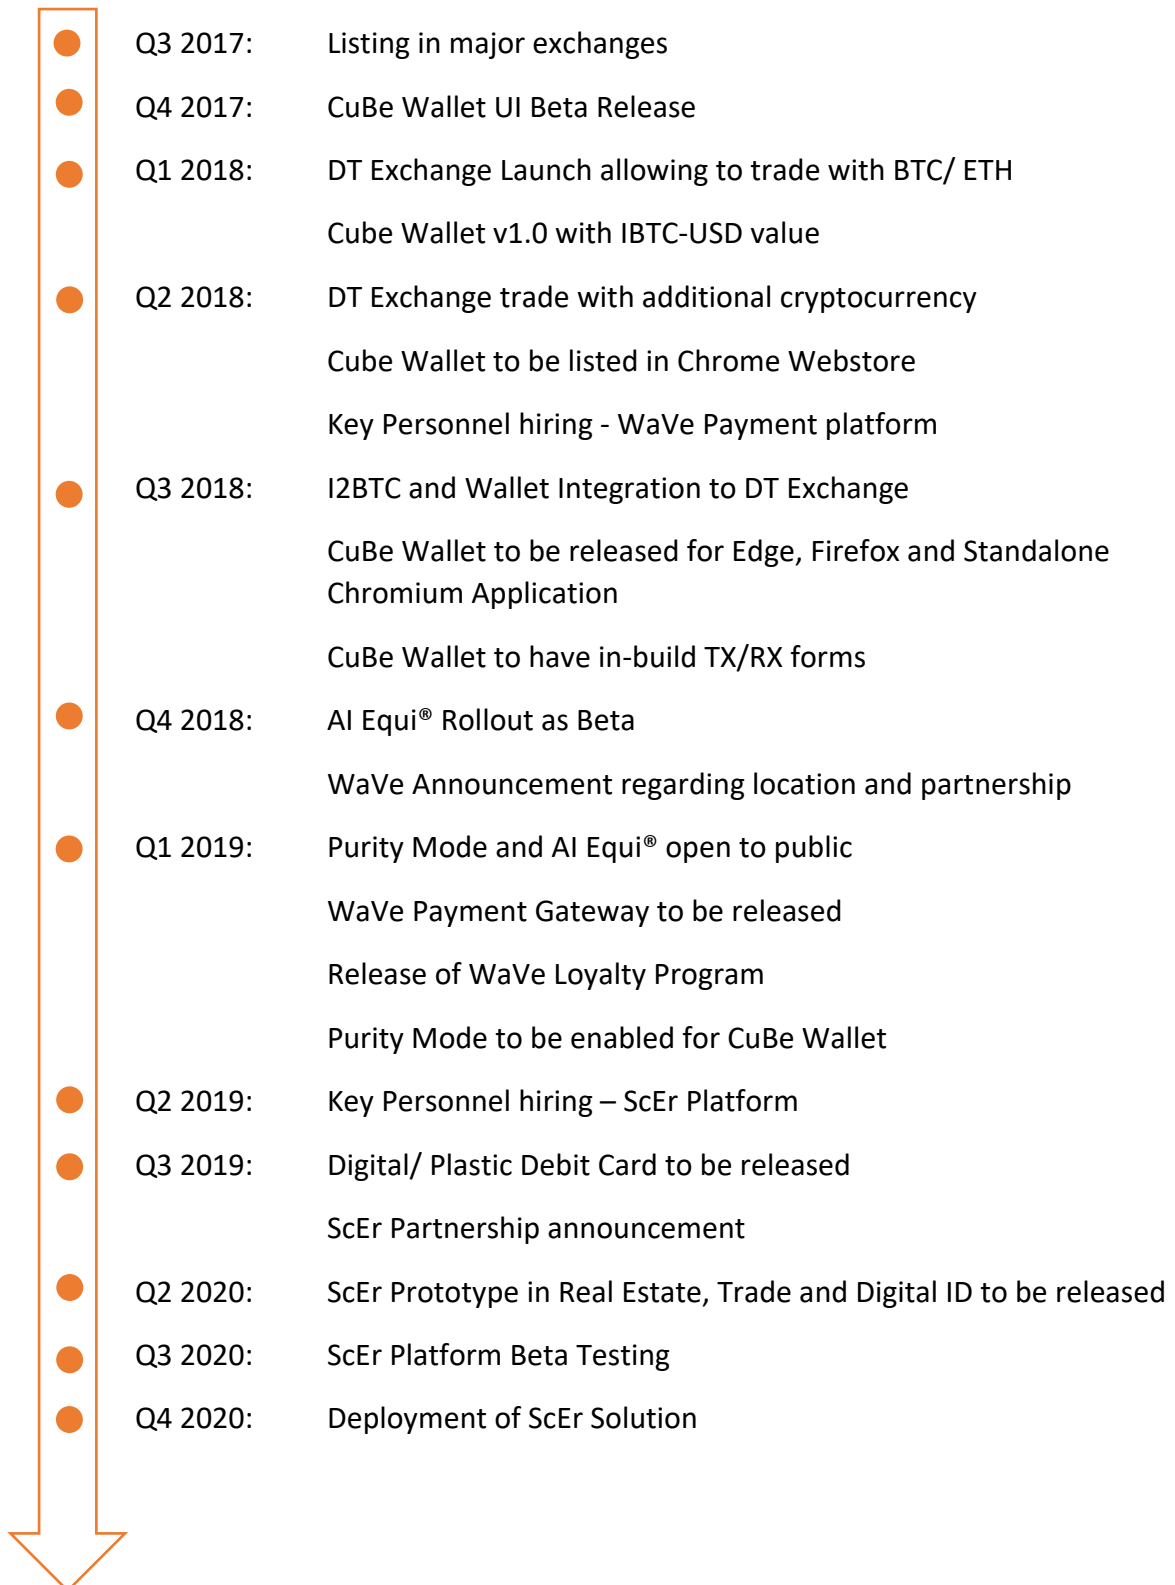 Q3 2017: Listing in major exchanges
Q4 2017: CuBe Wallet UI Beta Release
Q1 2018: DT Exchange Launch allowing to trade with BTC/ ETH
Cube Wallet v1.0 with IBTC-USD value
Q2 2018: DT Exchange trade with additional cryptocurrency
Cube Wallet to be listed in Chrome Webstore
Key Personnel hiring - WaVe Payment platform
Q3 2018: I2BTC and Wallet Integration to DT Exchange
CuBe Wallet to be released for Edge, Firefox and Standalone
Chromium Application
CuBe Wallet to have in-build TX/RX forms
Q4 2018: AI Equi® Rollout as Beta
WaVe Announcement regarding location and partnership
Q1 2019: Purity Mode and AI Equi® open to public
WaVe Payment Gateway to be released
Release of WaVe Loyalty Program
Purity Mode to be enabled for CuBe Wallet
Q2 2019: Key Personnel hiring – ScEr Platform
Q3 2019: Digital/ Plastic Debit Card to be released
ScEr Partnership announcement
Q2 2020: ScEr Prototype in Real Estate, Trade and Digital ID to be released
Q3 2020: ScEr Platform Beta Testing
Q4 2020: Deployment of ScEr Solution